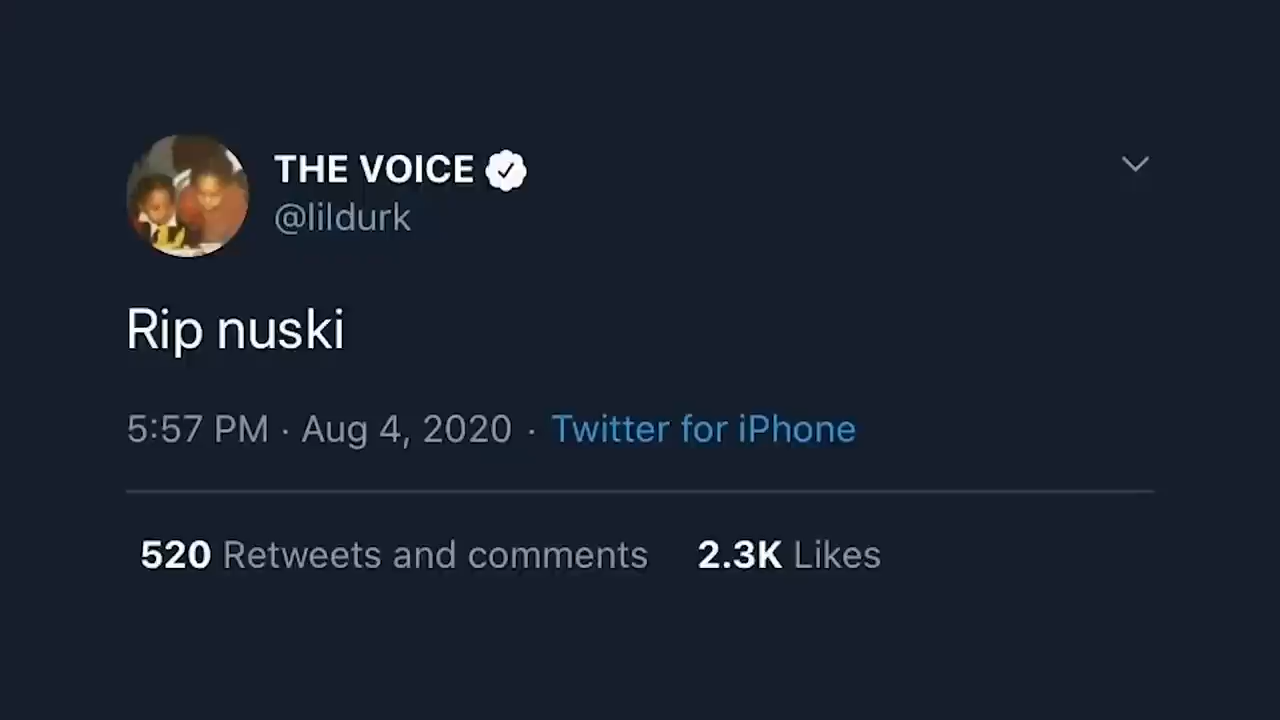 THE VOICE
@lildurk
Rip nuski
5:57 PM · Aug 4, 2020 · Twitter for iPhone
520 Retweets and comments 2.3K Likes